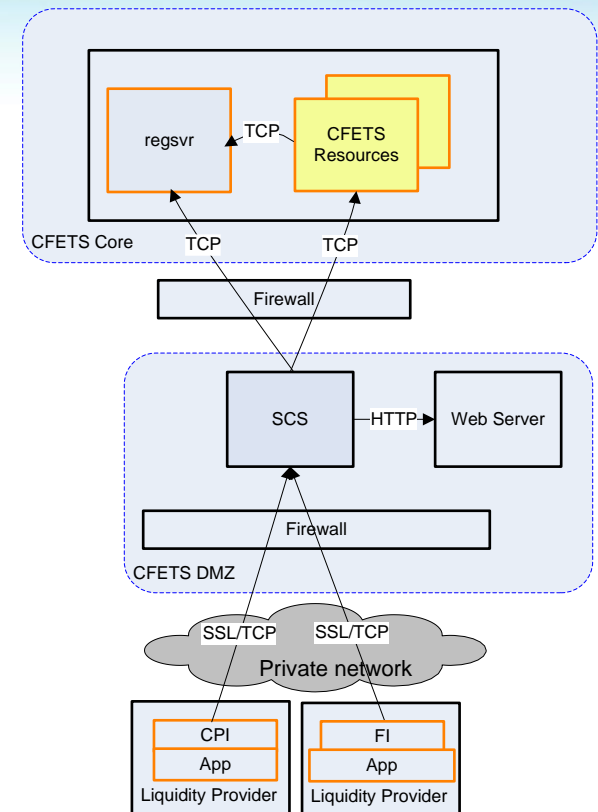 regsvr
TCP
CFETS
Resources
CFETS Core
TCP
TCP
Firewall
SCS
HTTP
Web Server
Firewall
CFETS DMZ
SSL/TCP
SSL/TCP
Private network
CPI
App
Liquidity Provider
FI
App
Liquidity Provider